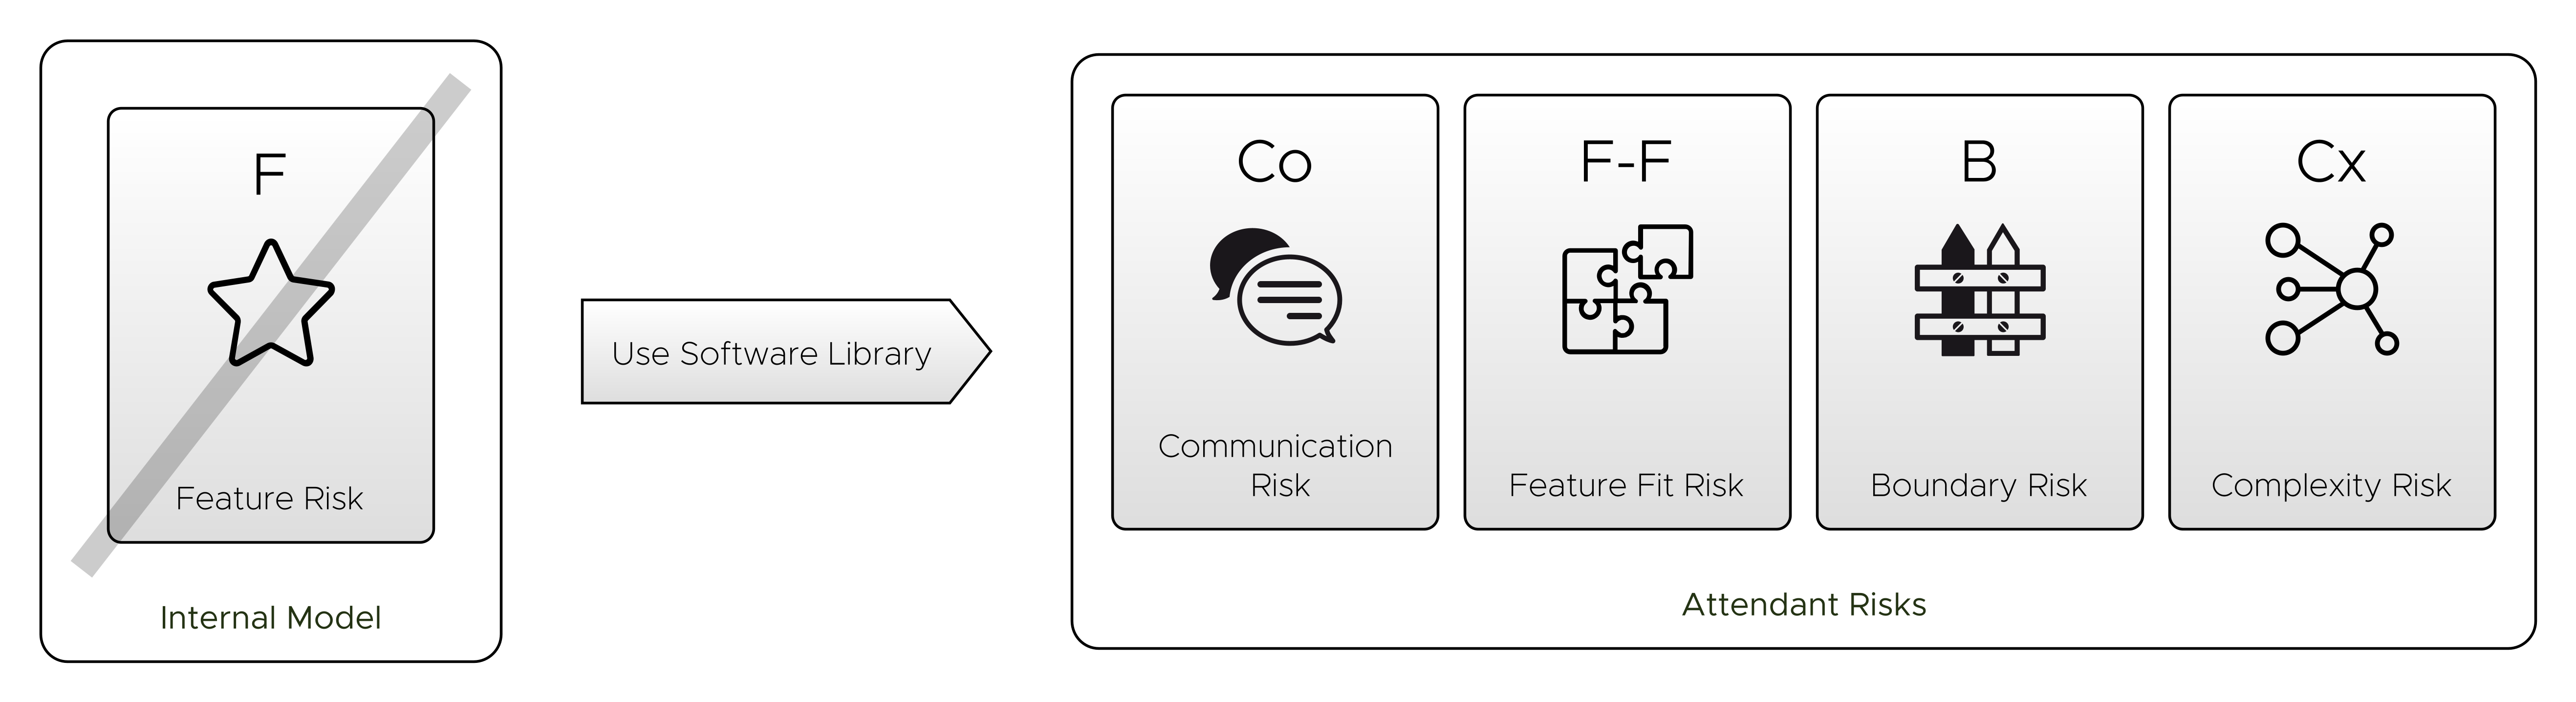 F
Feature Risk
Internal Model
Use Software Library
Co
Communication
Risk
F-F
Feature Fit Risk
B
Boundary Risk
Cx
Complexity Risk
Attendant Risks